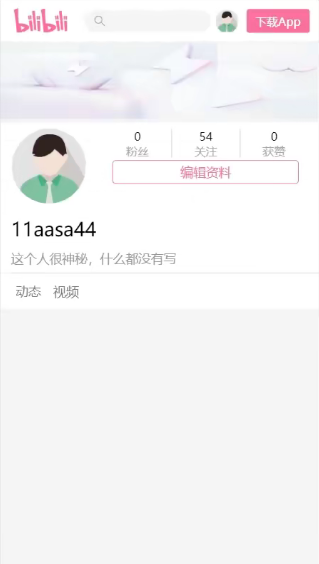 bilibili
下载App
0
54
0
粉丝
关注
获赞
编辑资料
11aasa44
这个人很神秘，什么都没有写
动态 视频